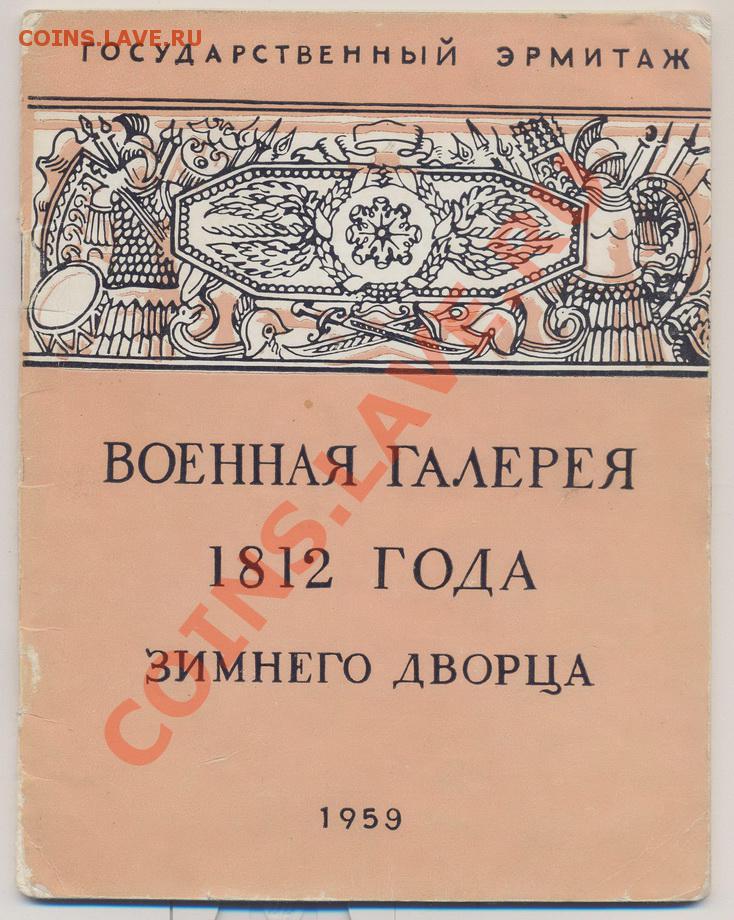 COINS.LAVE.RU
ГОСУДАРСТВЕННЫЙ ЭРМИТАЖ
ВОЕННАЯ ГАЛЕРЕЯ
1812 ГОДА
ЗИМНЕГО ДВОРЦА
1959
COINS.LAVE.RU